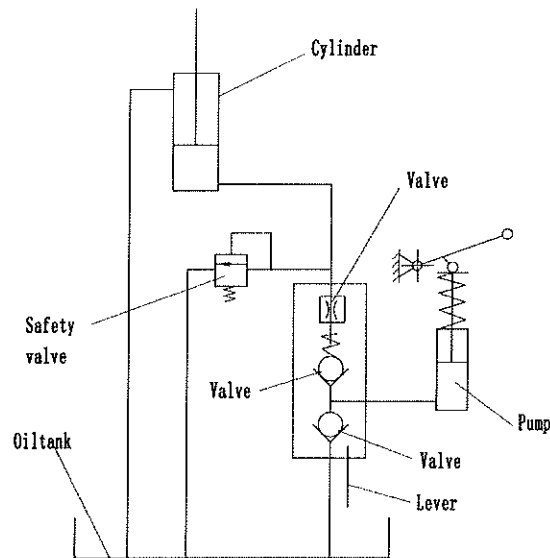 Cylinder
Valve
Safety
valve
Valve
Pump
Oiltank
Valve
Lever